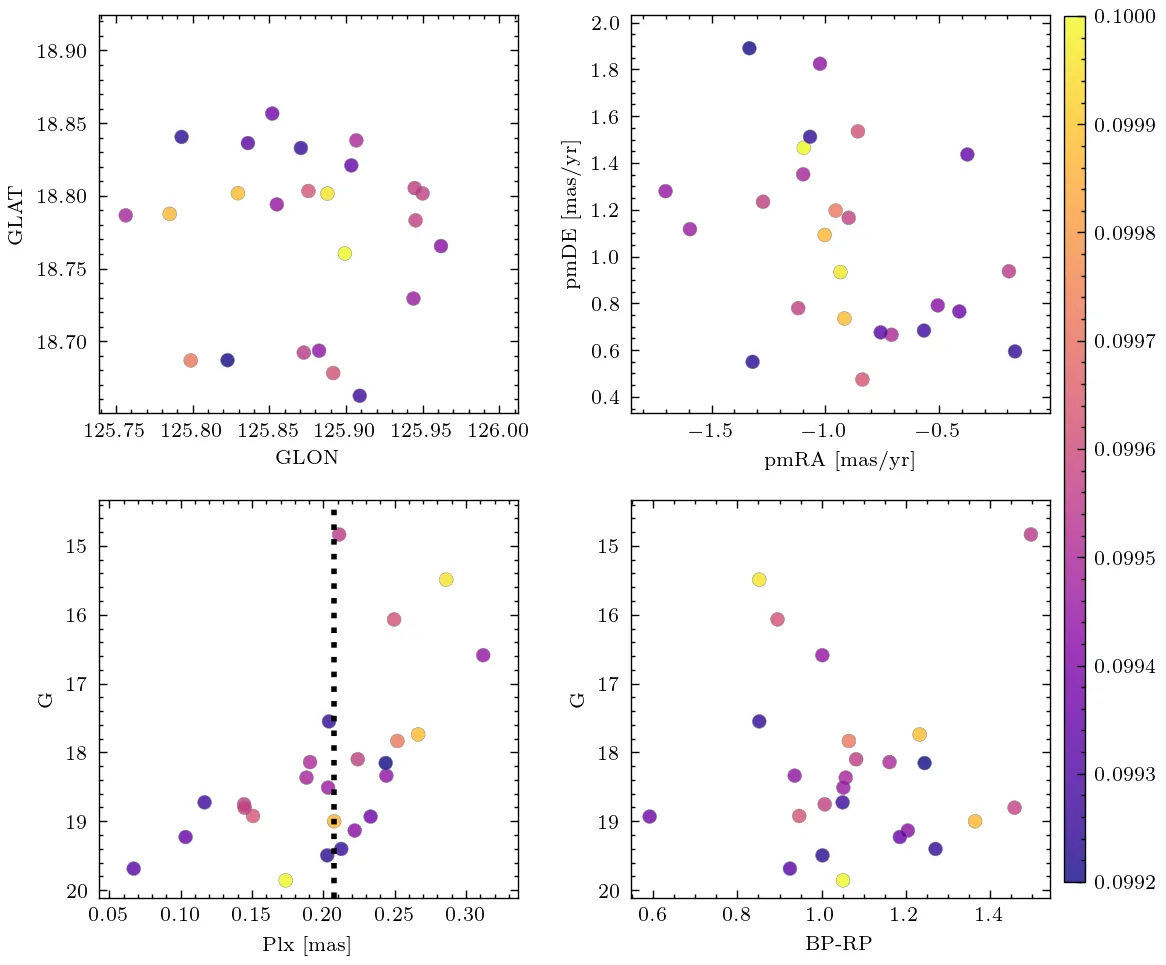 18.90
18.85
18.80
18.75
18.70
GLAT
125.75 125.80 125.85 125.90 125.95 126.00
GLON
2.0
1.8
1.6
1.4
1.2
1.0
0.8
0.6
0.4
pmDE [mas/yr]
−1.5 −1.0 −0.5
pmRA [mas/yr]
15
16
17
18
19
20
G
0.05 0.10 0.15 0.20 0.25 0.30
Plx [mas]
15
16
17
18
19
20
G
0.6 0.8 1.0 1.2 1.4
BP-RP
0.1000
0.0999
0.0998
0.0997
0.0996
0.0995
0.0994
0.0993
0.0992